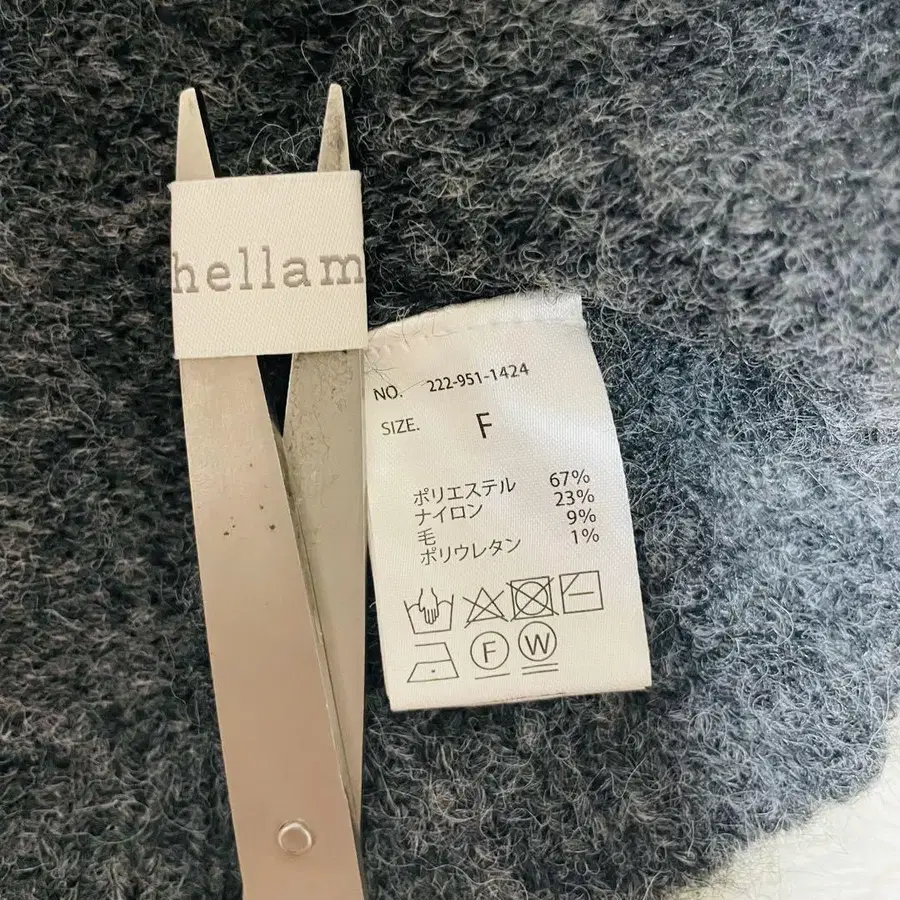 hellam
NO. 222-951-1424
SIZE. F
ポリエステル 67%
ナイロン 23%
毛 9%
ポリウレタン 1%
F W